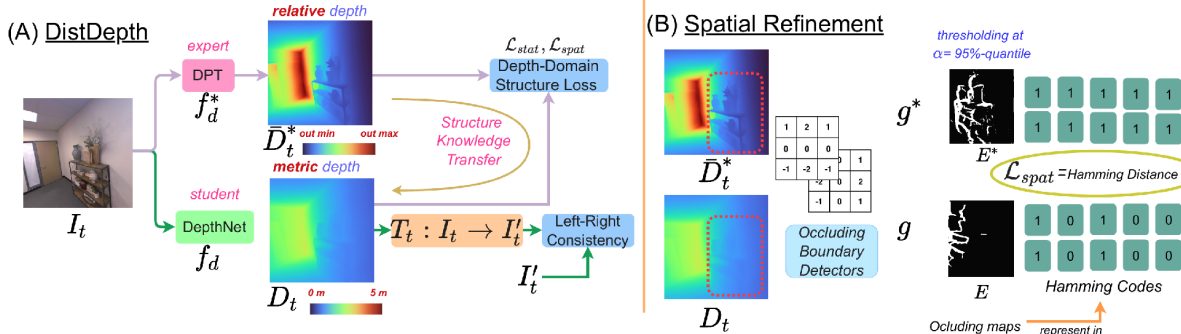 (A) DistDepth
relative depth
expert
DPT
f*_d
I_t
student
DepthNet
f_d
D̄*_t
out min
out max
metric depth
0 m
5 m
D_t
Structure
Knowledge
Transfer
L_stat, L_spat
Depth-Domain
Structure Loss
T_t : I_t → I'_t
Left-Right
Consistency
I'_t
(B) Spatial Refinement
D̄*_t
D_t
1 2 1
0 0 0
-1 -2 -1
0 1
-2 0 2
-1 0 1
Occluding
Boundary
Detectors
thresholding at
α= 95%-quantile
g*
E*
1 1 1 1 1
1 1 1 1 1
L_spat =Hamming Distance
g
E
1 0 1 0 0
1 0 1 0 0
Hamming Codes
Ocluding maps
represent in